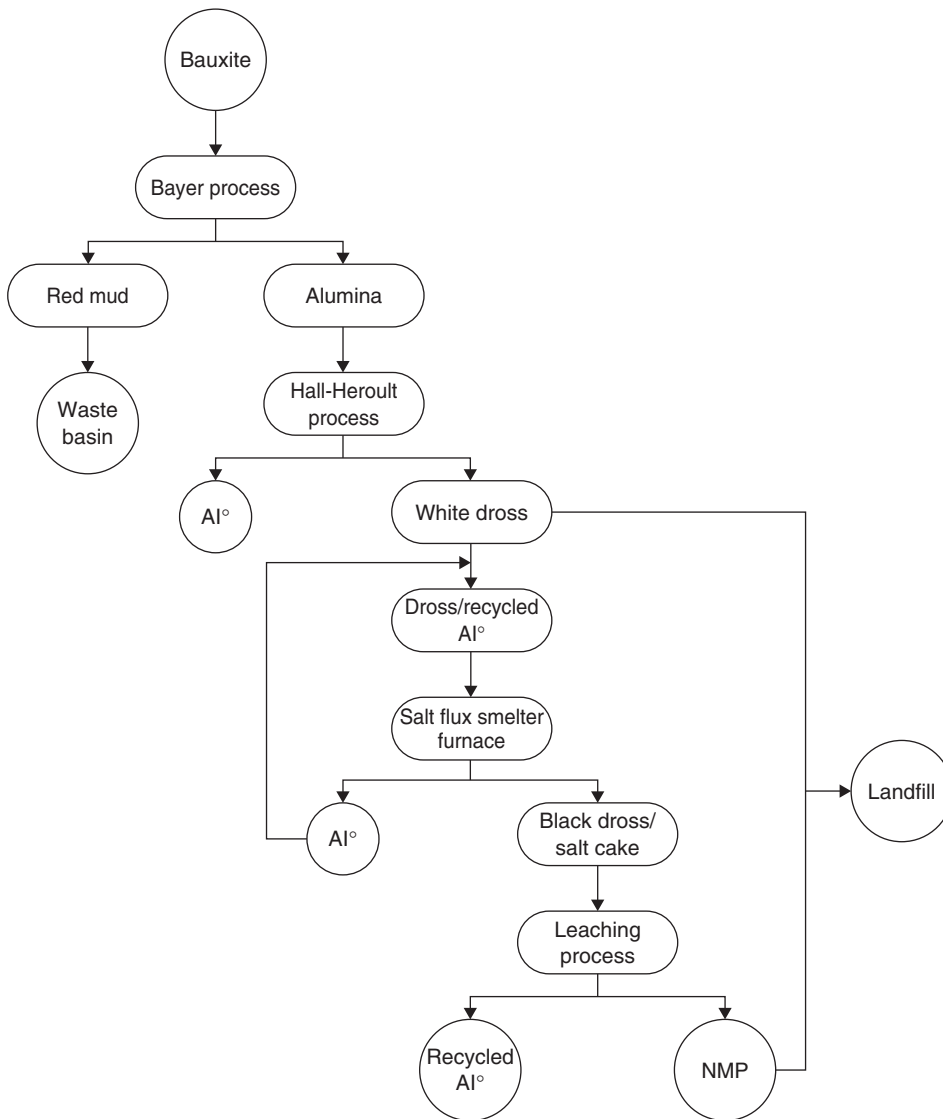 Bauxite
Bayer process
Red mud
Alumina
Hall-Heroult
process
Waste
basin
Al°
White dross
Dross/recycled
Al°
Salt flux smelter
furnace
Landfill
Al°
Black dross/
salt cake
Leaching
process
Recycled
Al°
NMP